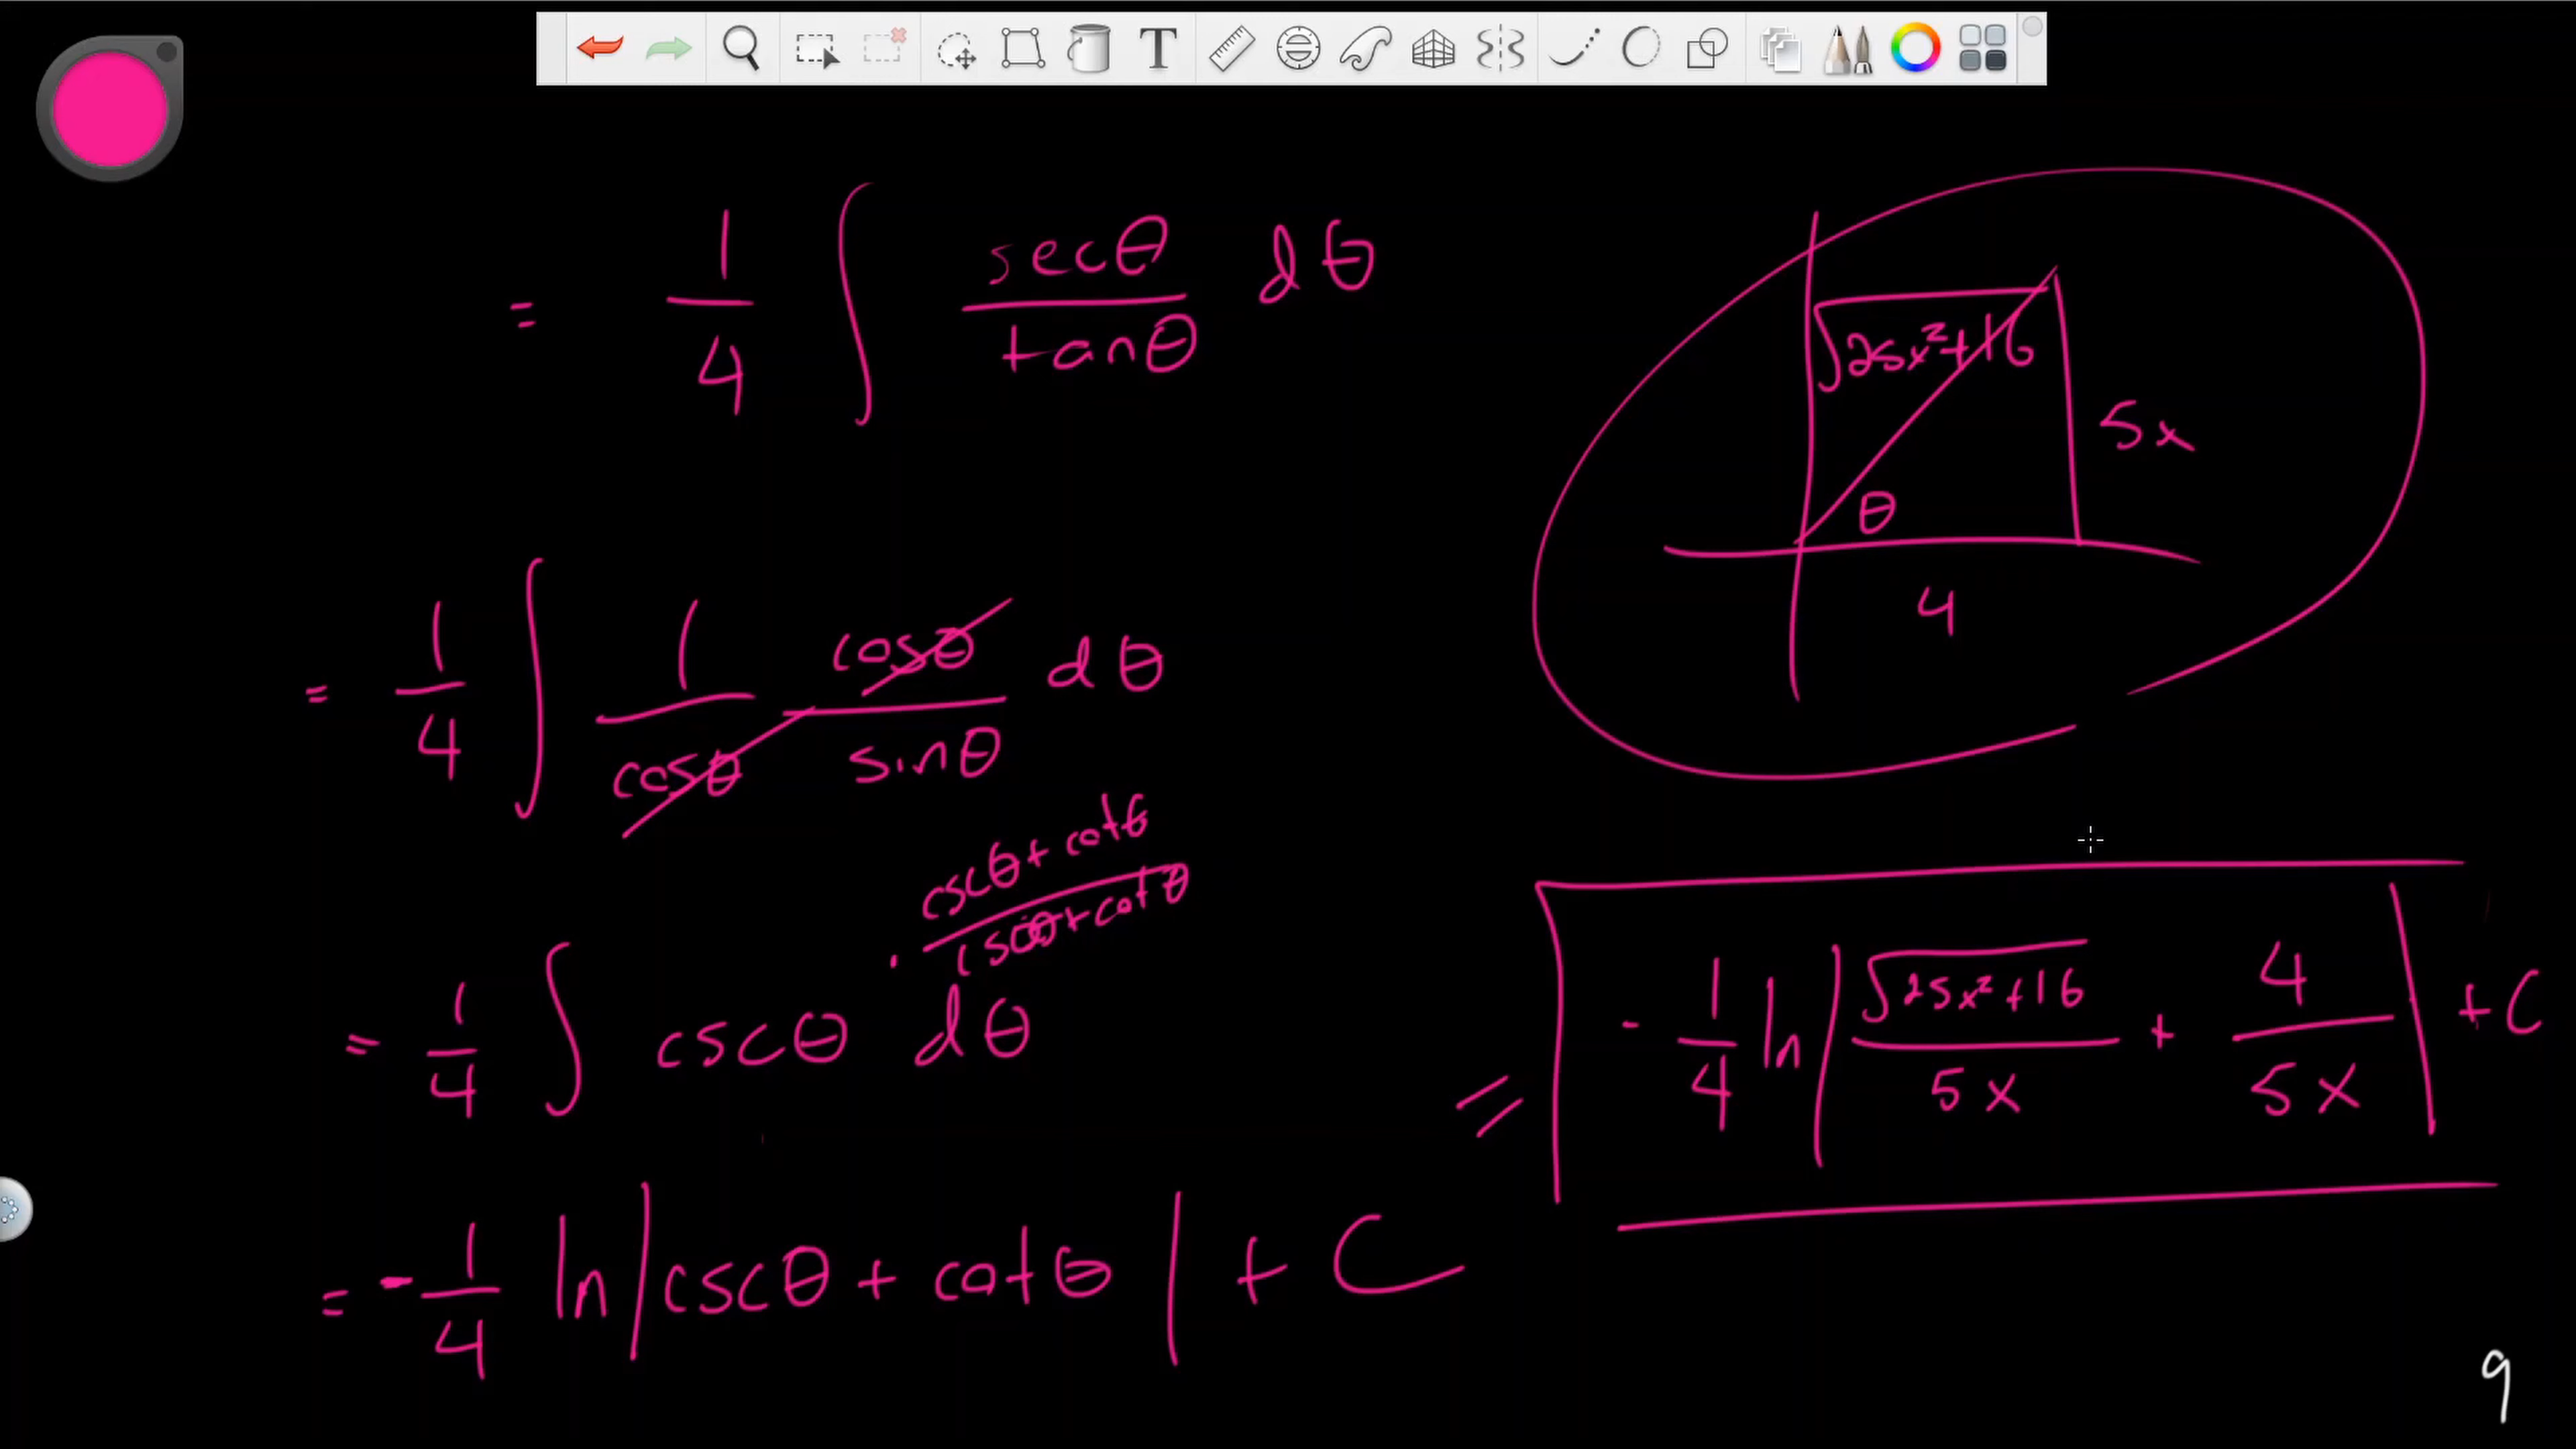 = 1/4 ∫ secθ/tanθ dθ
√25x²+16
5x
θ
4
= 1/4 ∫ 1/cosθ cosθ/sinθ dθ
= 1/4 ∫ cscθ · cscθ+cotθ/cscθ+cotθ dθ
= -1/4 ln|cscθ + cotθ| + C
= -1/4 ln|√25x²+16/5x + 4/5x| + C
9
T